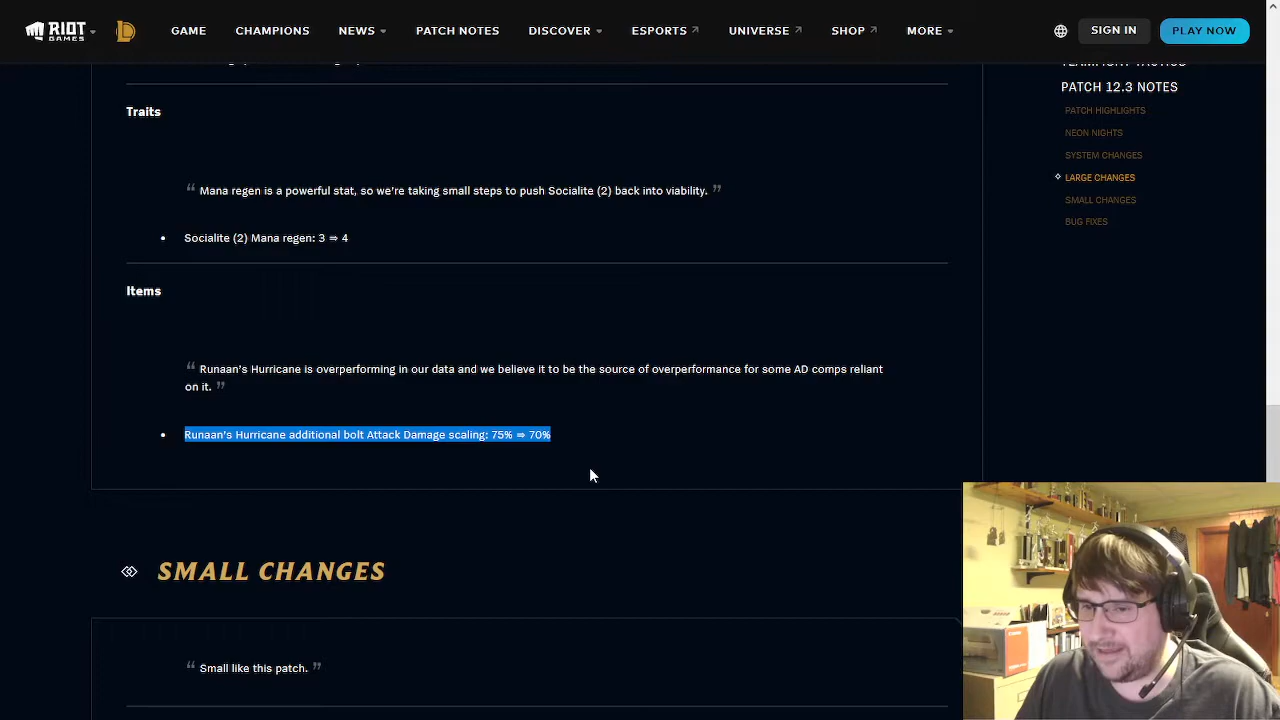 RIOT GAMES
GAME
CHAMPIONS
NEWS
PATCH NOTES
DISCOVER
ESPORTS
UNIVERSE
SHOP
MORE
SIGN IN
PLAY NOW
PATCH 12.3 NOTES
PATCH HIGHLIGHTS
NEON NIGHTS
SYSTEM CHANGES
LARGE CHANGES
SMALL CHANGES
BUG FIXES
Traits
“ Mana regen is a powerful stat, so we're taking small steps to push Socialite (2) back into viability. ”
• Socialite (2) Mana regen: 3 ⇒ 4
Items
“ Runaan's Hurricane is overperforming in our data and we believe it to be the source of overperformance for some AD comps reliant
on it. ”
• Runaan's Hurricane additional bolt Attack Damage scaling: 75% ⇒ 70%
SMALL CHANGES
“ Small like this patch. ”